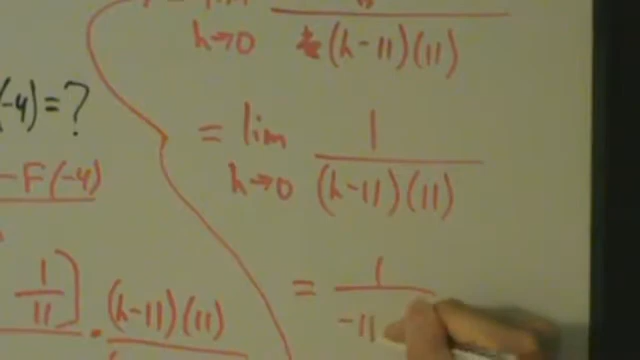 h→0 (h-11)(11)
(-4)=?
= lim 1
h→0 (h-11)(11)
-F(-4)
= 1
-11
1
11 ] · (h-11)(11)